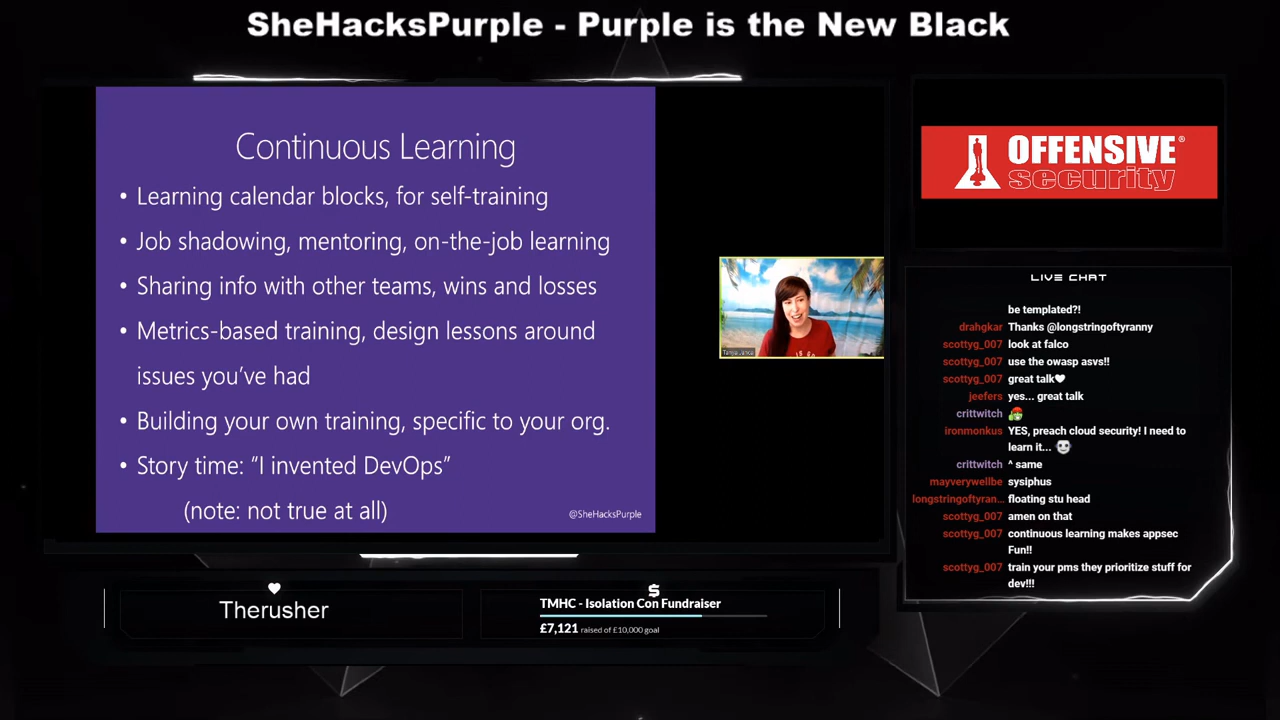 SheHacksPurple - Purple is the New Black
Continuous Learning
• Learning calendar blocks, for self-training
• Job shadowing, mentoring, on-the-job learning
• Sharing info with other teams, wins and losses
• Metrics-based training, design lessons around
issues you've had
• Building your own training, specific to your org.
• Story time: “I invented DevOps”
(note: not true at all)
@SheHacksPurple
Tanya Janca
OFFENSIVE®
security
LIVE CHAT
be templated?!
drahgkar Thanks @longstringoftyranny
scottyg_007 look at falco
scottyg_007 use the owasp asvs!!
scottyg_007 great talk♥
jeefers yes... great talk
crittwitch
ironmonkus YES, preach cloud security! I need to
learn it...
crittwitch ^ same
mayverywellbe sysiphus
longstringoftyran... floating stu head
scottyg_007 amen on that
scottyg_007 continuous learning makes appsec
Fun!!
scottyg_007 train your pms they prioritize stuff for
dev!!!
Therusher
$
TMHC - Isolation Con Fundraiser
£7,121 raised of £10,000 goal